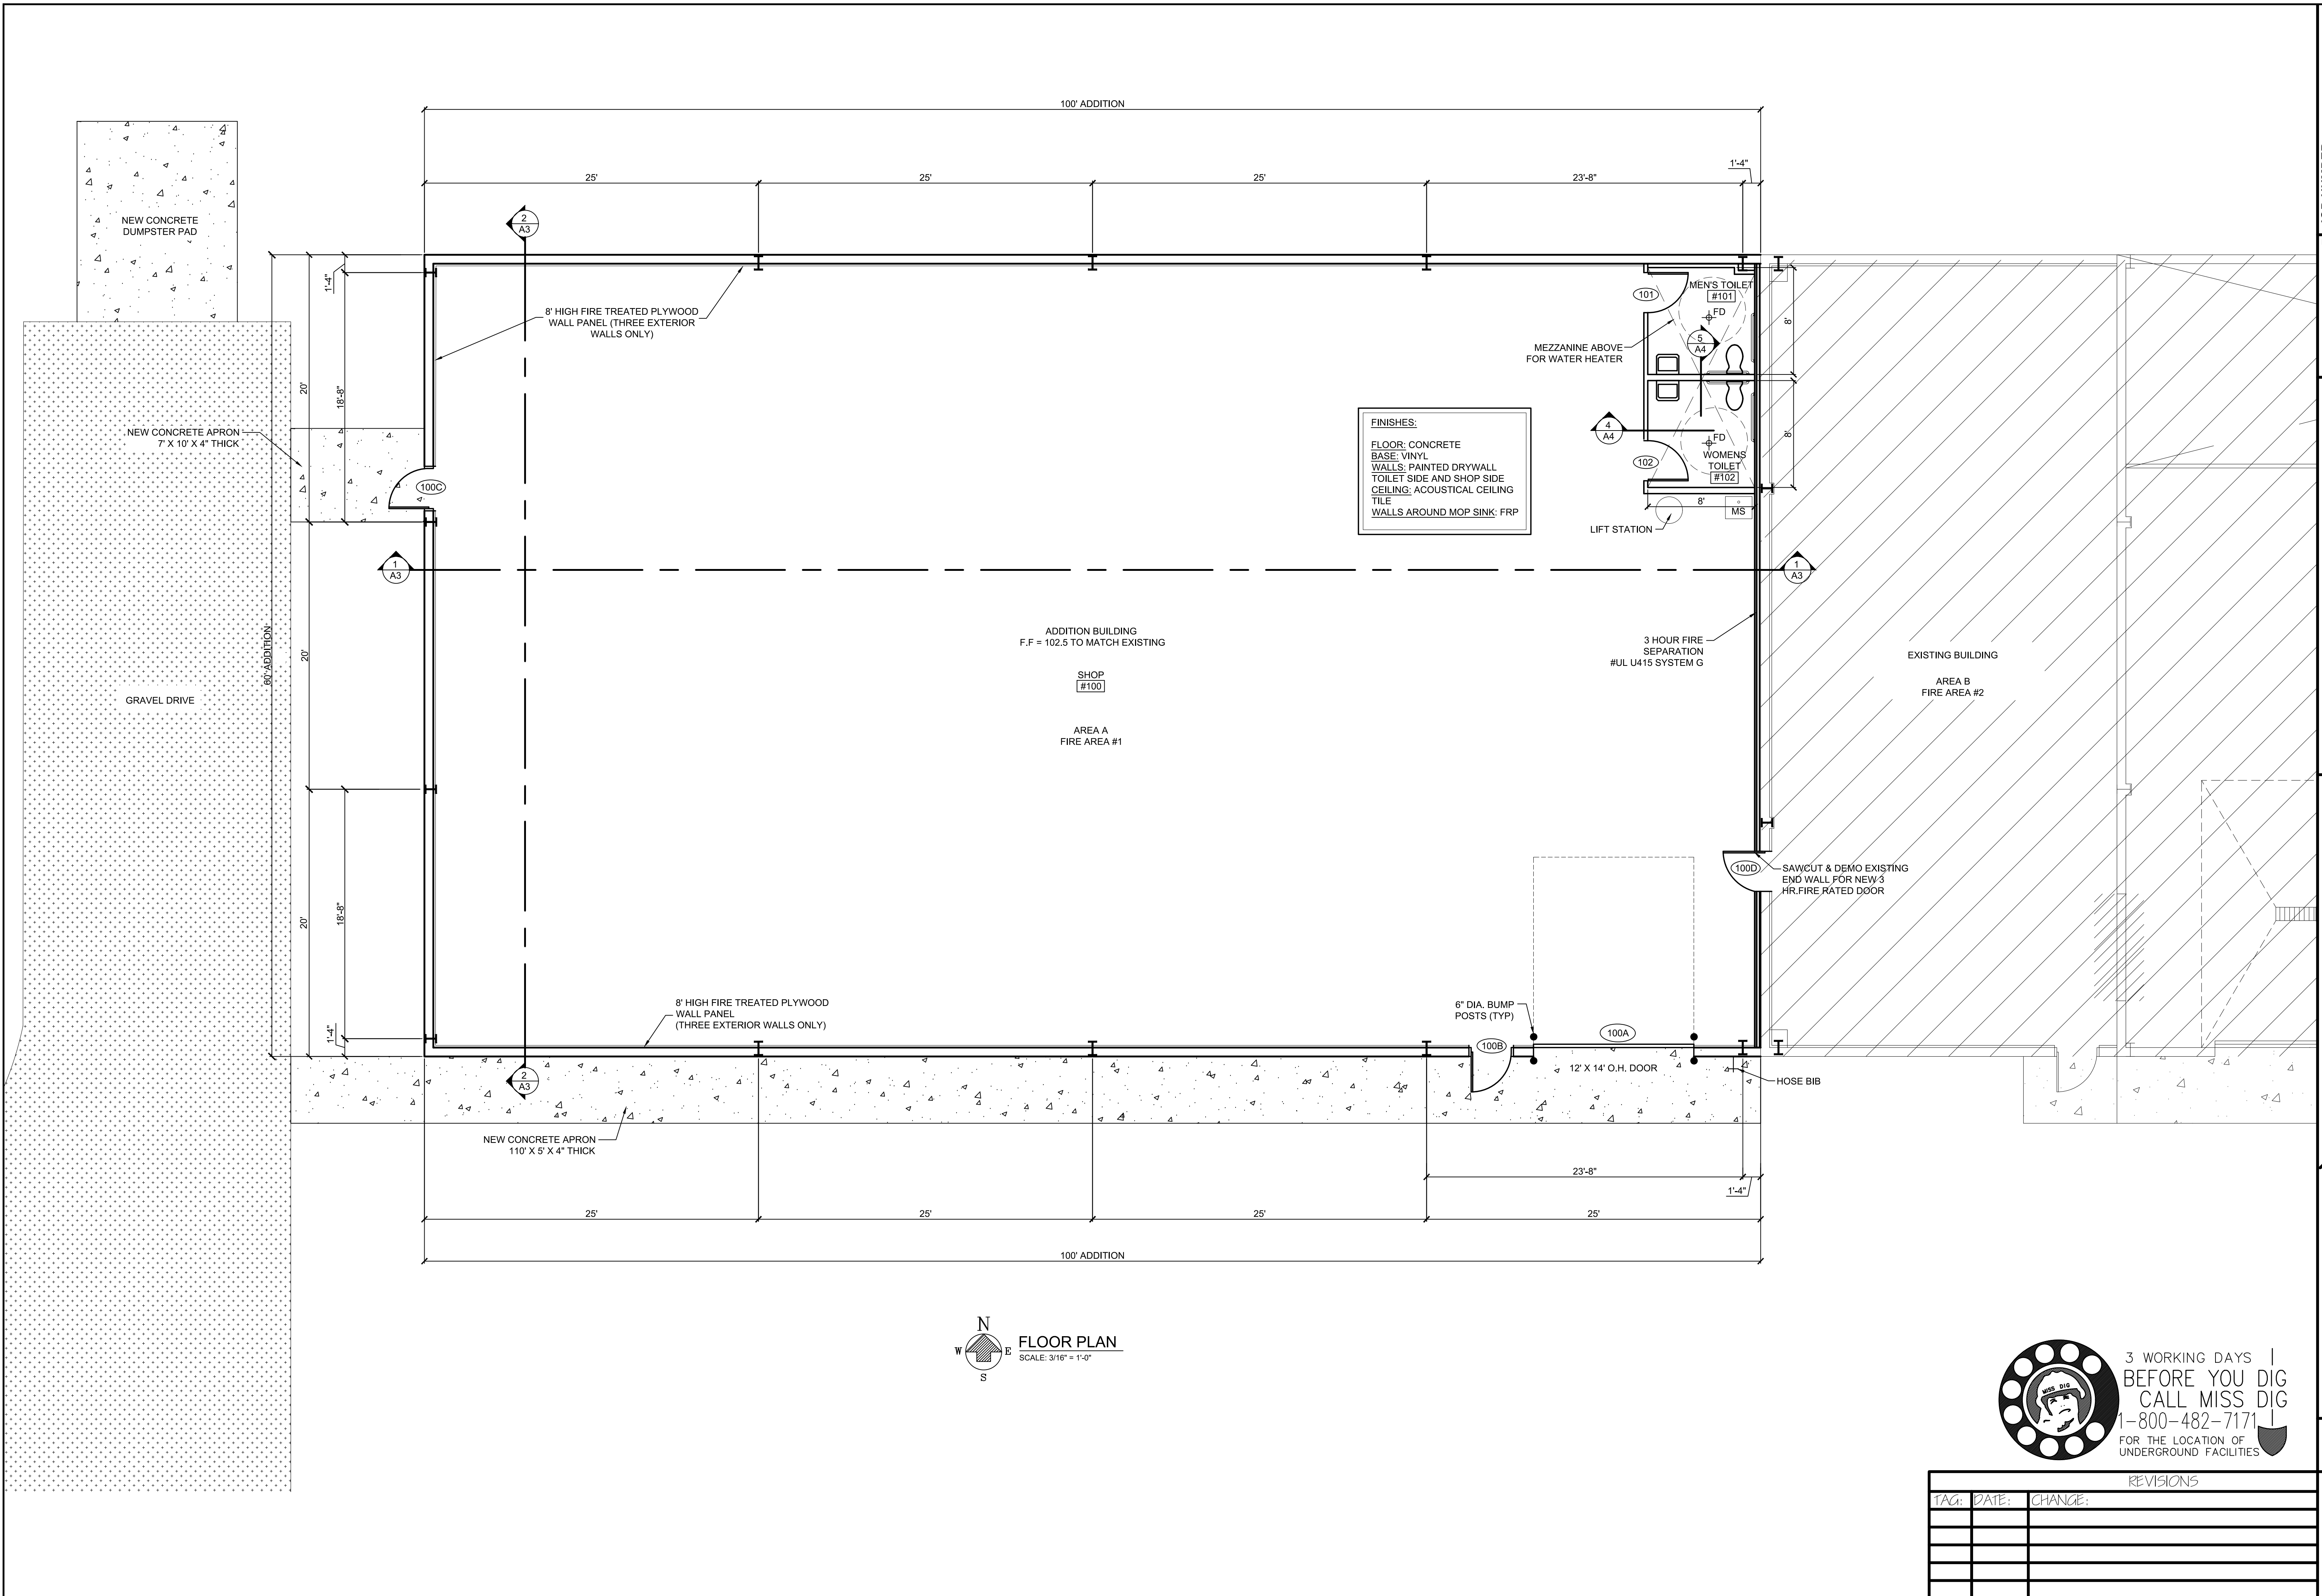 100' ADDITION
1'-4"
25'
25'
25'
23'-8"
NEW CONCRETE
DUMPSTER PAD
2
A3
1'-4"
8' HIGH FIRE TREATED PLYWOOD
WALL PANEL (THREE EXTERIOR
WALLS ONLY)
101
MEN'S TOILET
#101
FD
5
A4
8'
MEZZANINE ABOVE
FOR WATER HEATER
20'
18'-8"
NEW CONCRETE APRON
7' X 10' X 4" THICK
100C
FINISHES:
FLOOR: CONCRETE
BASE: VINYL
WALLS: PAINTED DRYWALL
TOILET SIDE AND SHOP SIDE
CEILING: ACOUSTICAL CEILING
TILE
WALLS AROUND MOP SINK: FRP
4
A4
FD
8'
102
WOMENS
TOILET
#102
8'
MS
LIFT STATION
1
A3
1
A3
60' ADDITION
20'
ADDITION BUILDING
F.F = 102.5 TO MATCH EXISTING
SHOP
#100
AREA A
FIRE AREA #1
3 HOUR FIRE
SEPARATION
#UL U415 SYSTEM G
EXISTING BUILDING
AREA B
FIRE AREA #2
GRAVEL DRIVE
100D
SAWCUT & DEMO EXISTING
END WALL FOR NEW 3
HR.FIRE RATED DOOR
20'
18'-8"
1'-4"
8' HIGH FIRE TREATED PLYWOOD
WALL PANEL
(THREE EXTERIOR WALLS ONLY)
6" DIA. BUMP
POSTS (TYP)
100A
100B
2
A3
12' X 14' O.H. DOOR
HOSE BIB
NEW CONCRETE APRON
110' X 5' X 4" THICK
23'-8"
1'-4"
25'
25'
25'
25'
100' ADDITION
N
W
E
S
FLOOR PLAN
SCALE: 3/16" = 1'-0"
MISS DIG
3 WORKING DAYS
BEFORE YOU DIG
CALL MISS DIG
1-800-482-7171
FOR THE LOCATION OF
UNDERGROUND FACILITIES
REVISIONS
TAG: DATE: CHANGE: